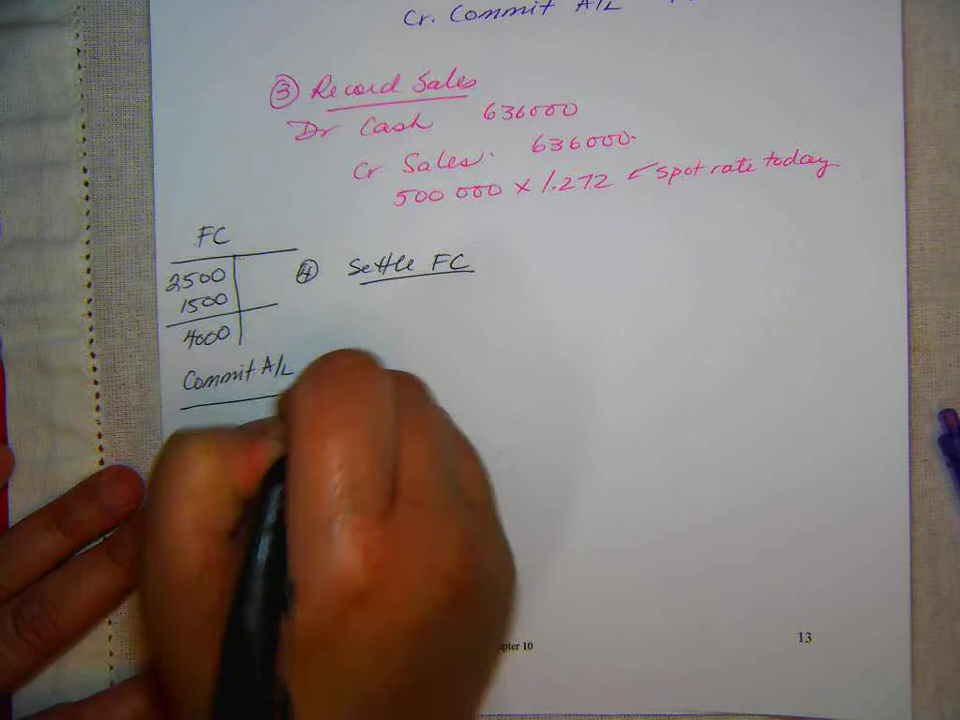 Cr. Commit A/L
③ Record Sales
Dr Cash 636000
Cr Sales. 636000.
500 000 x 1.272 ← spot rate today.
FC
2500
1500
4000
④ Settle FC
Commit A/L
10
13